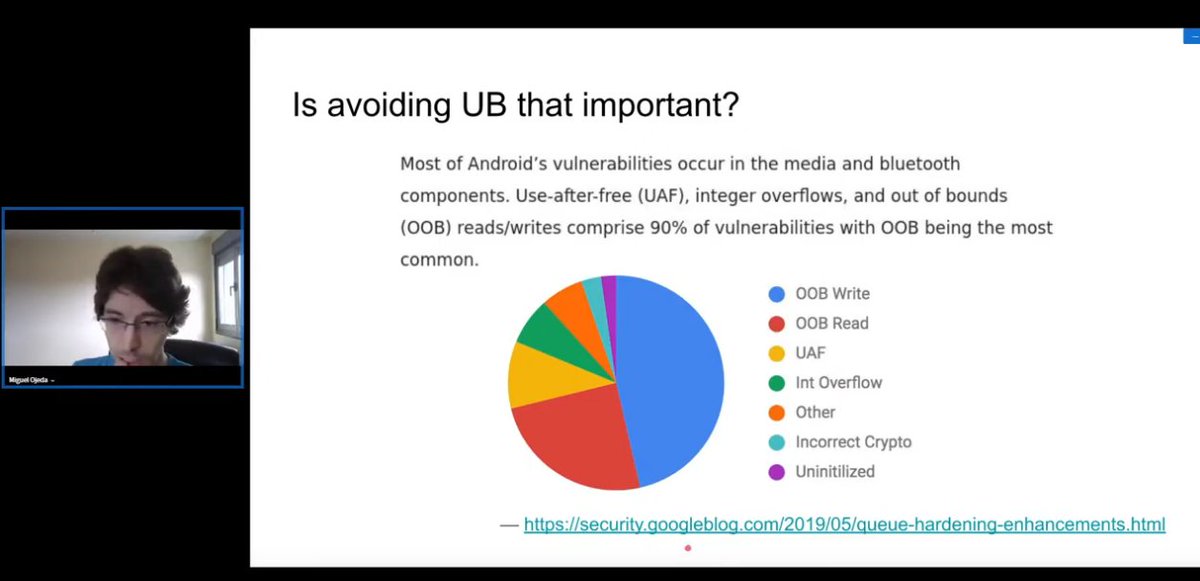 Is avoiding UB that important?
Most of Android’s vulnerabilities occur in the media and bluetooth
components. Use-after-free (UAF), integer overflows, and out of bounds
(OOB) reads/writes comprise 90% of vulnerabilities with OOB being the most
common.
OOB Write
OOB Read
UAF
Int Overflow
Other
Incorrect Crypto
Uninitilized
— https://security.googleblog.com/2019/05/queue-hardening-enhancements.html
Miguel Ojeda